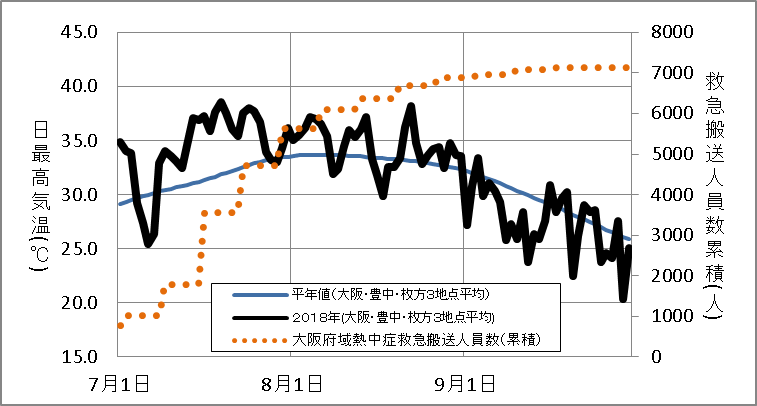 45.0
40.0
35.0
30.0
25.0
20.0
15.0
日最高気温(℃)
8000
7000
6000
5000
4000
3000
2000
1000
0
救急搬送人員数累積(人)
平年値(大阪・豊中・枚方3地点平均)
2018年(大阪・豊中・枚方3地点平均)
大阪府域熱中症救急搬送人員数(累積)
7月1日
8月1日
9月1日